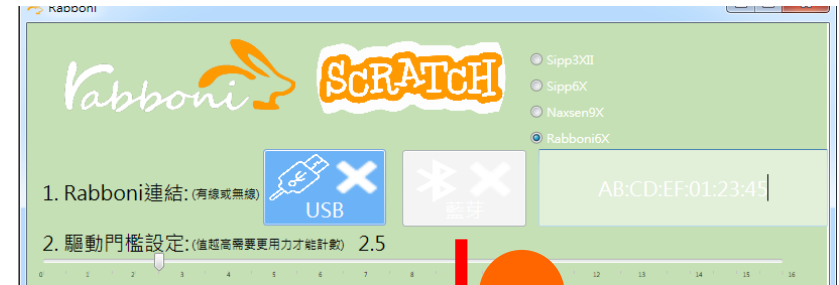 Rabboni
rabboni
SCRATCH
Sipp3XII
Sipp6X
Naxsen9X
Rabboni6X
1. Rabboni連結:(有線或無線)
USB
藍芽
AB:CD:EF:01:23:45
2. 驅動門檻設定:(值越高需要更用力才能計數) 2.5
0 1 2 3 4 5 6 7 8 12 13 14 15 16